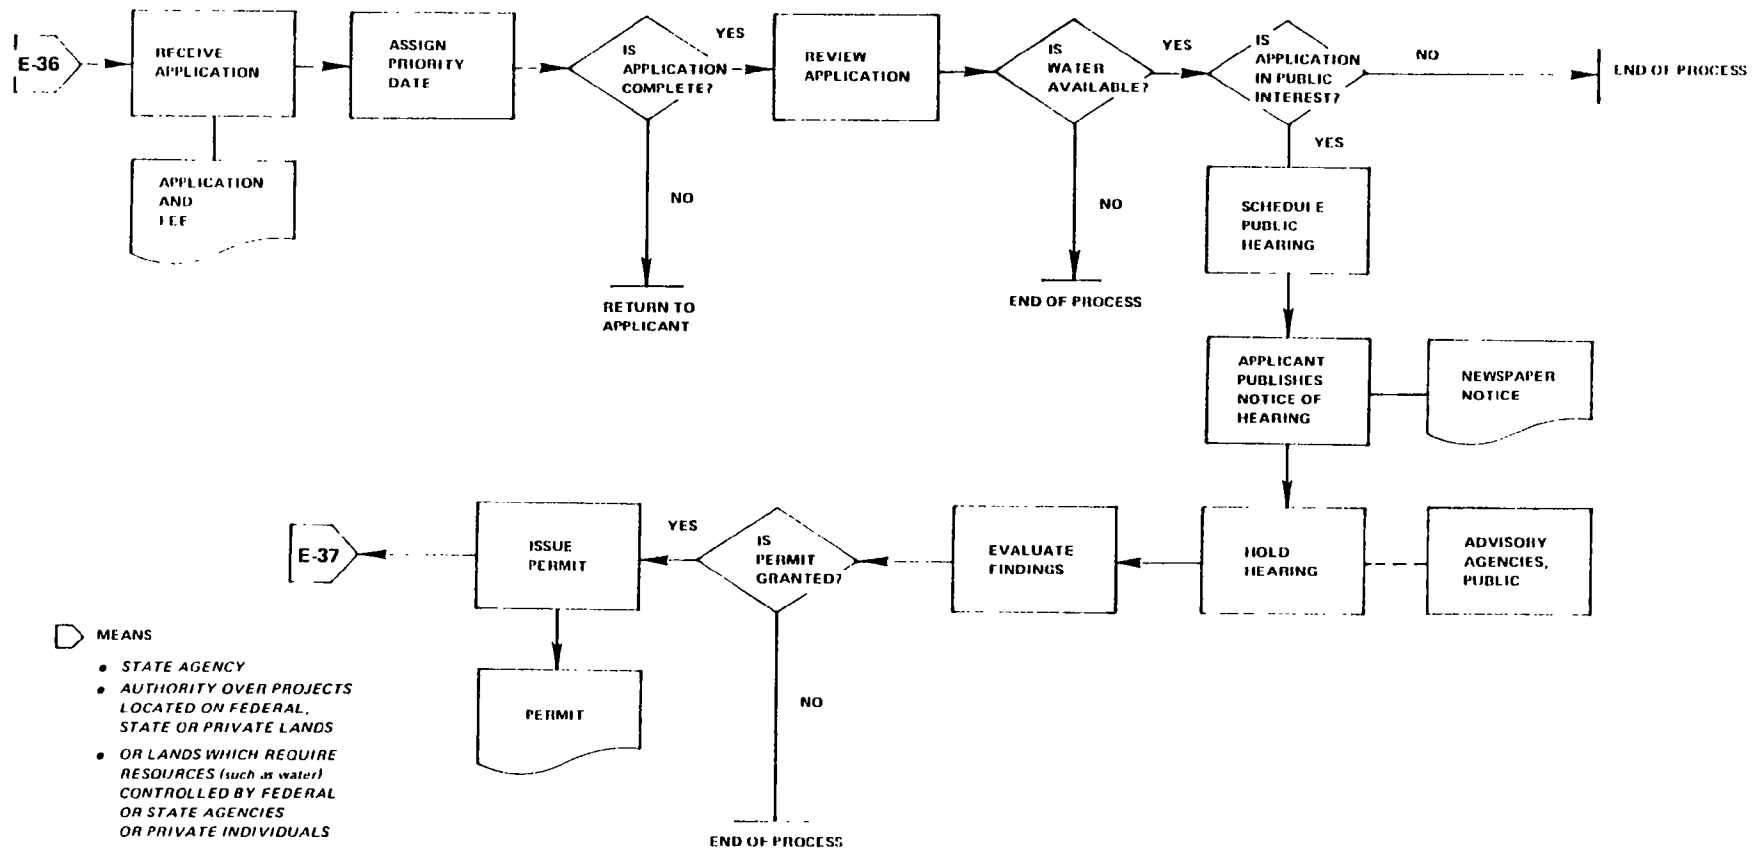 E-36
RECEIVE
APPLICATION
ASSIGN
PRIORITY
DATE
IS
APPLICATION
COMPLETE?
YES
REVIEW
APPLICATION
IS
WATER
AVAILABLE?
YES
IS
APPLICATION
IN PUBLIC
INTEREST?
NO
END OF PROCESS
YES
APPLICATION
AND
FEE
NO
RETURN TO
APPLICANT
NO
END OF PROCESS
SCHEDULE
PUBLIC
HEARING
APPLICANT
PUBLISHES
NOTICE OF
HEARING
NEWSPAPER
NOTICE
E-37
ISSUE
PERMIT
YES
IS
PERMIT
GRANTED?
EVALUATE
FINDINGS
HOLD
HEARING
ADVISORY
AGENCIES,
PUBLIC
PERMIT
NO
END OF PROCESS
MEANS
• STATE AGENCY
• AUTHORITY OVER PROJECTS
LOCATED ON FEDERAL,
STATE OR PRIVATE LANDS
• OR LANDS WHICH REQUIRE
RESOURCES (such as water)
CONTROLLED BY FEDERAL
OR STATE AGENCIES
OR PRIVATE INDIVIDUALS